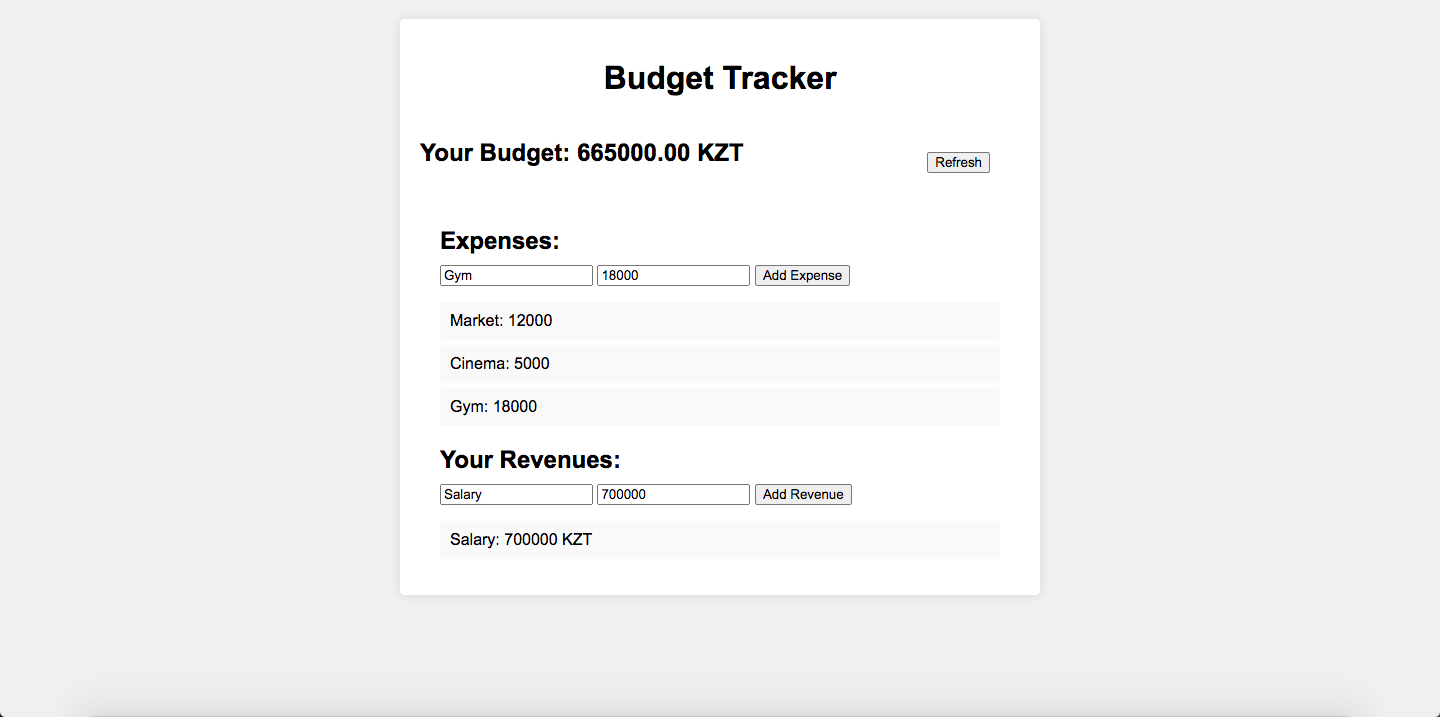 Budget Tracker
Your Budget: 665000.00 KZT
Refresh
Expenses:
Gym 18000 Add Expense
Market: 12000
Cinema: 5000
Gym: 18000
Your Revenues:
Salary 700000 Add Revenue
Salary: 700000 KZT